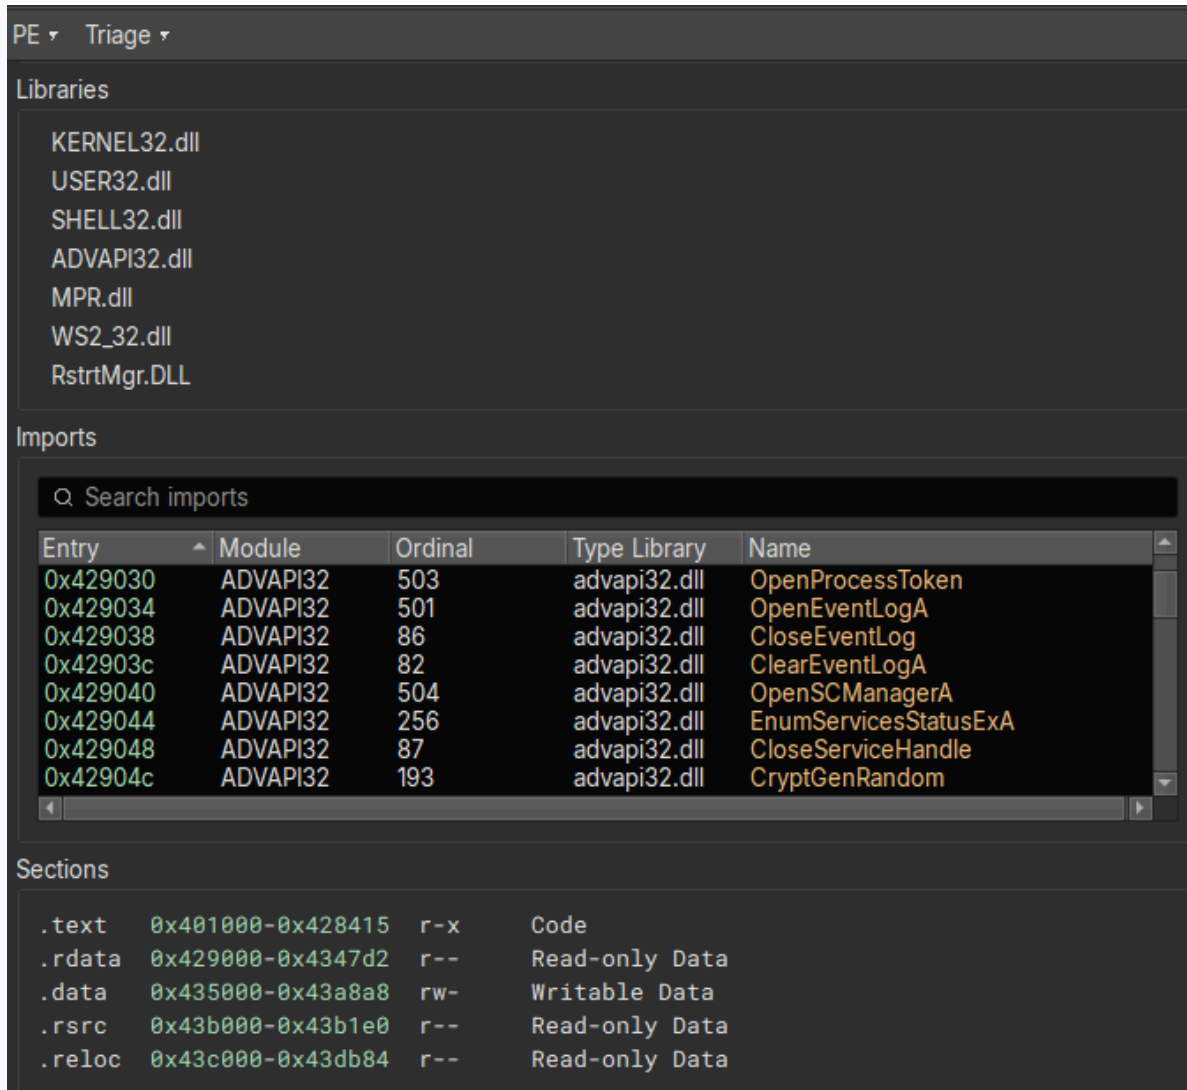 PE Triage
Libraries
KERNEL32.dll
USER32.dll
SHELL32.dll
ADVAPI32.dll
MPR.dll
WS2_32.dll
RstrtMgr.DLL
Imports
Search imports
Entry Module Ordinal Type Library Name
0x429030 ADVAPI32 503 advapi32.dll OpenProcessToken
0x429034 ADVAPI32 501 advapi32.dll OpenEventLogA
0x429038 ADVAPI32 86 advapi32.dll CloseEventLog
0x42903c ADVAPI32 82 advapi32.dll ClearEventLogA
0x429040 ADVAPI32 504 advapi32.dll OpenSCManagerA
0x429044 ADVAPI32 256 advapi32.dll EnumServicesStatusExA
0x429048 ADVAPI32 87 advapi32.dll CloseServiceHandle
0x42904c ADVAPI32 193 advapi32.dll CryptGenRandom
Sections
.text 0x401000-0x428415 r-x Code
.rdata 0x429000-0x4347d2 r-- Read-only Data
.data 0x435000-0x43a8a8 rw- Writable Data
.rsrc 0x43b000-0x43b1e0 r-- Read-only Data
.reloc 0x43c000-0x43db84 r-- Read-only Data